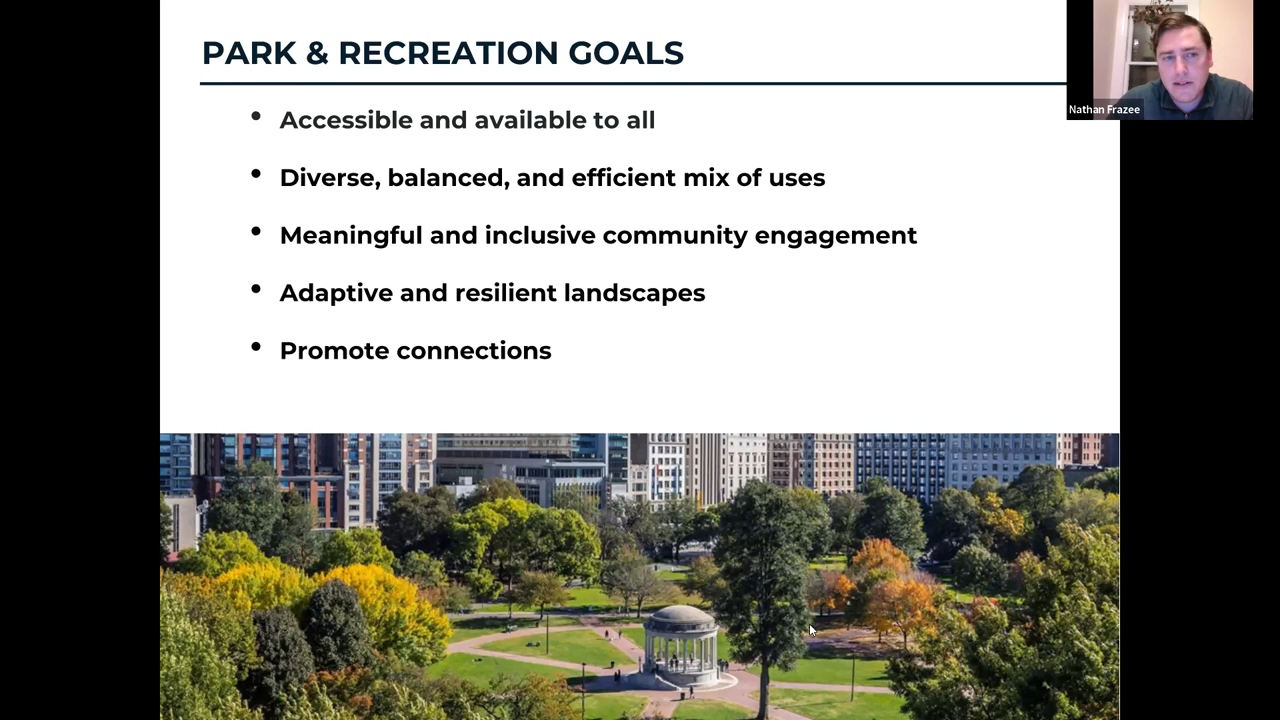 PARK & RECREATION GOALS
Nathan Frazee
• Accessible and available to all
• Diverse, balanced, and efficient mix of uses
• Meaningful and inclusive community engagement
• Adaptive and resilient landscapes
• Promote connections